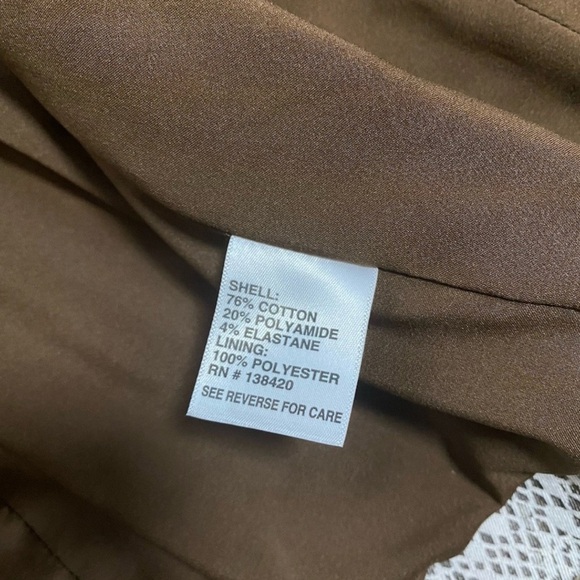 SHELL:
76% COTTON
20% POLYAMIDE
4% ELASTANE
LINING:
100% POLYESTER
RN # 138420
SEE REVERSE FOR CARE